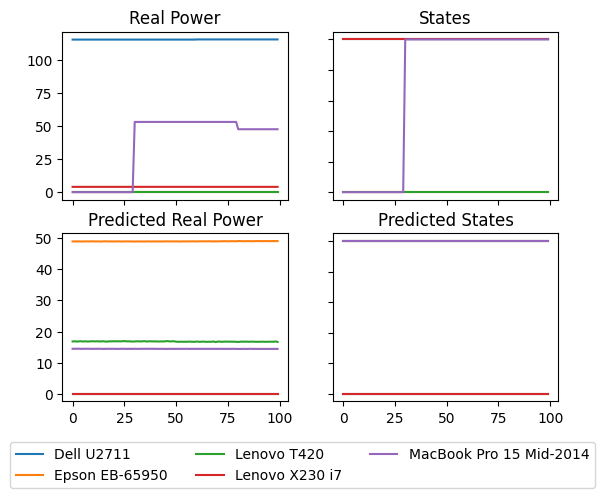 Real Power
States
100
75
50
25
0
Predicted Real Power
Predicted States
50
40
30
20
10
0
0 25 50 75 100
0 25 50 75 100
Dell U2711
Epson EB-65950
Lenovo T420
Lenovo X230 i7
MacBook Pro 15 Mid-2014